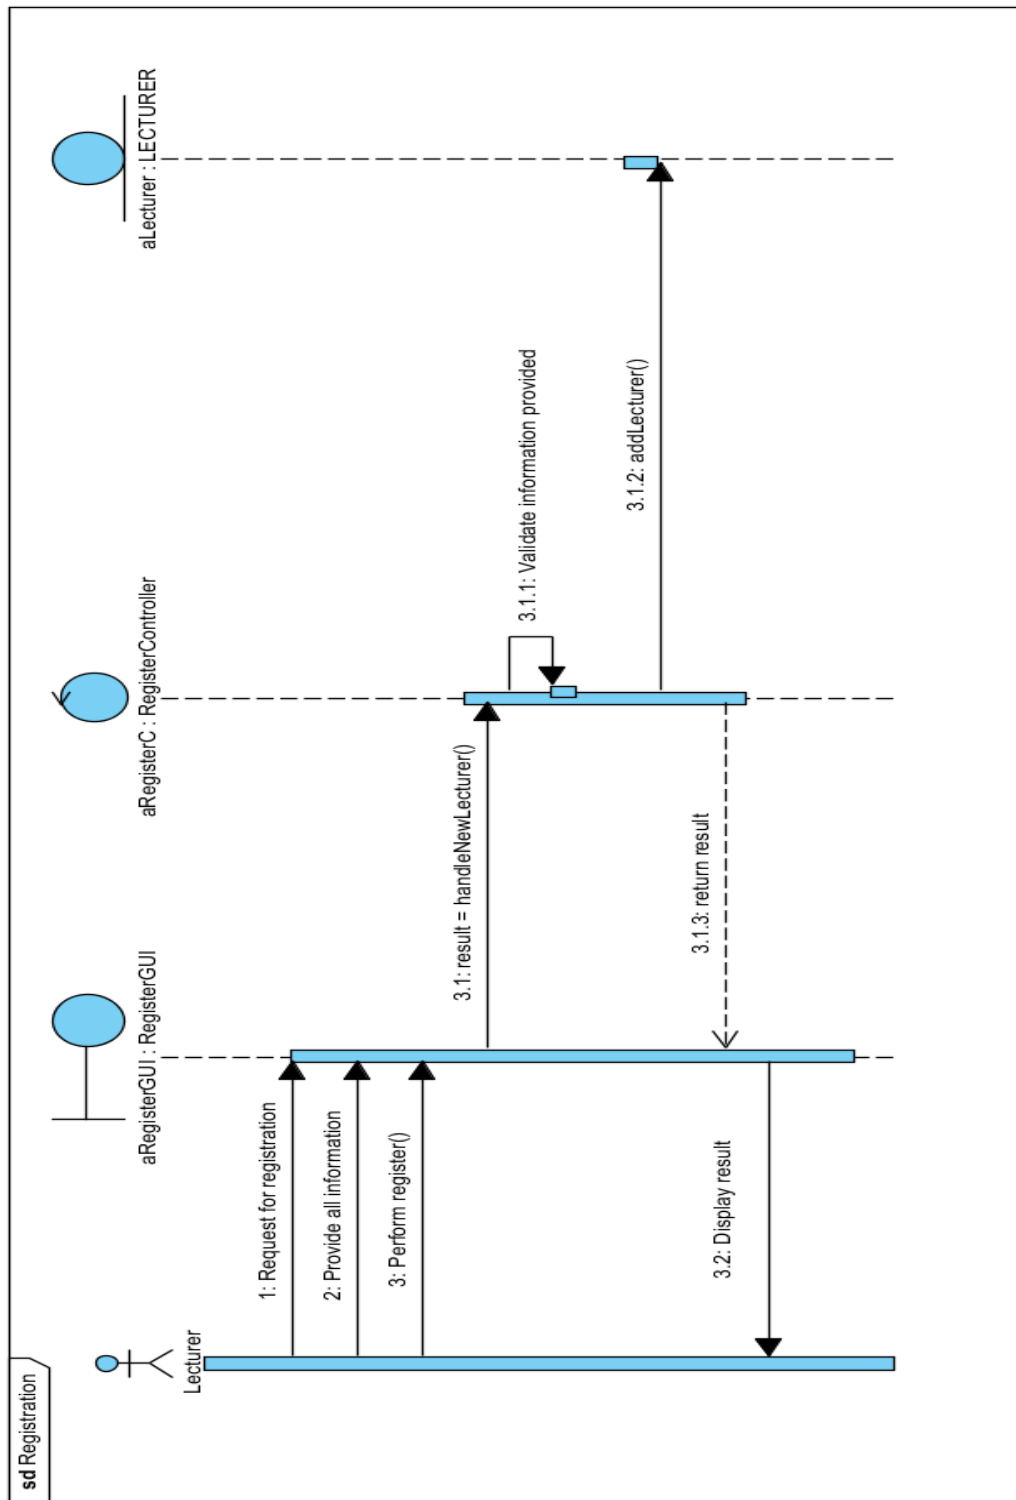 sd Registration
Lecturer
aRegisterGUI : RegisterGUI
aRegisterC : RegisterController
aLecturer : LECTURER
1: Request for registration
2: Provide all information
3: Perform register()
3.1: result = handleNewLecturer()
3.1.1: Validate information provided
3.1.2: addLecturer()
3.1.3: return result
3.2: Display result